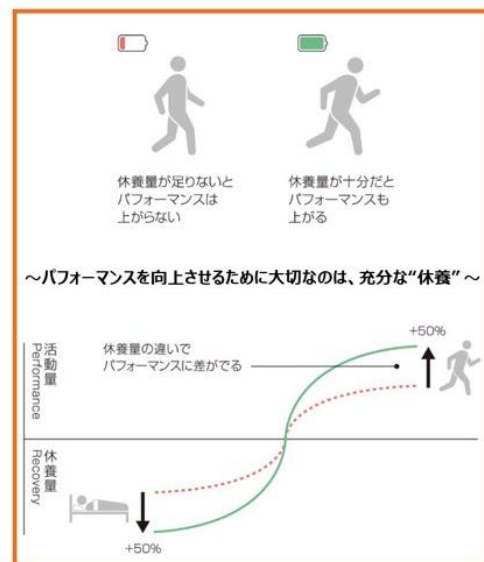 休養量が足りないと
パフォーマンスは
上がらない
休養量が十分だと
パフォーマンスも
上がる
～パフォーマンスを向上させるために大切なのは、充分な“休養”～
+50%
活動量
Performance
休養量の違いで
パフォーマンスに差がでる
休養量
Recovery
+50%